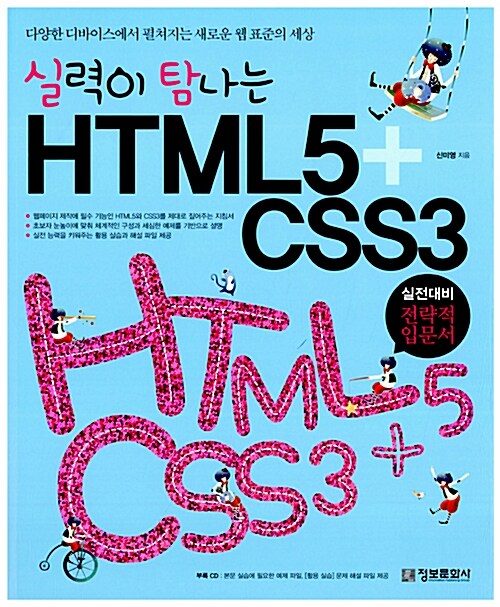 다양한 디바이스에서 펼쳐지는 새로운 웹 표준의 세상
실력이 탐나는
HTML5+
CSS3
신미영 지음
• 웹페이지 제작에 필수 기능인 HTML5와 CSS3를 제대로 짚어주는 지침서
• 초보자 눈높이에 맞춰 체계적인 구성과 세심한 예제를 기반으로 설명
• 실전 능력을 키워주는 활용 실습과 해설 파일 제공
실전대비
전략적
입문서
HTML5
CSS3+
부록 CD : 본문 실습에 필요한 예제 파일, [활용 실습] 문제 해설 파일 제공
정보문화사